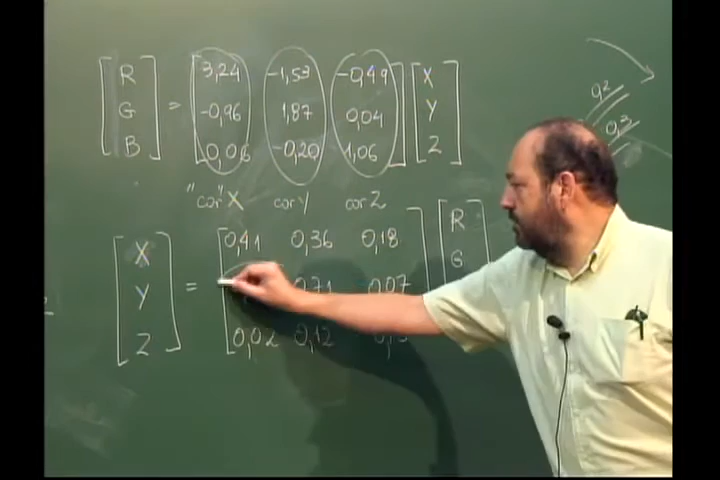 R 3,24 -1,53 -0,49 X
G = -0,96 1,87 0,04 Y
B 0,06 -0,20 1,06 Z
"cor" X cor Y cor Z
X 0,41 0,36 0,18 R
Y = 0,71 0,07 G
Z 0,02 0,12
0,2
0,3